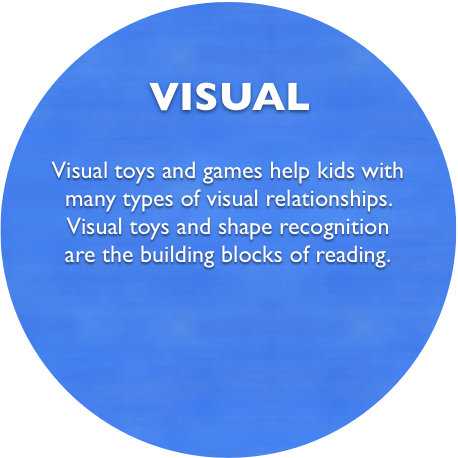 VISUAL
Visual toys and games help kids with
many types of visual relationships.
Visual toys and shape recognition
are the building blocks of reading.